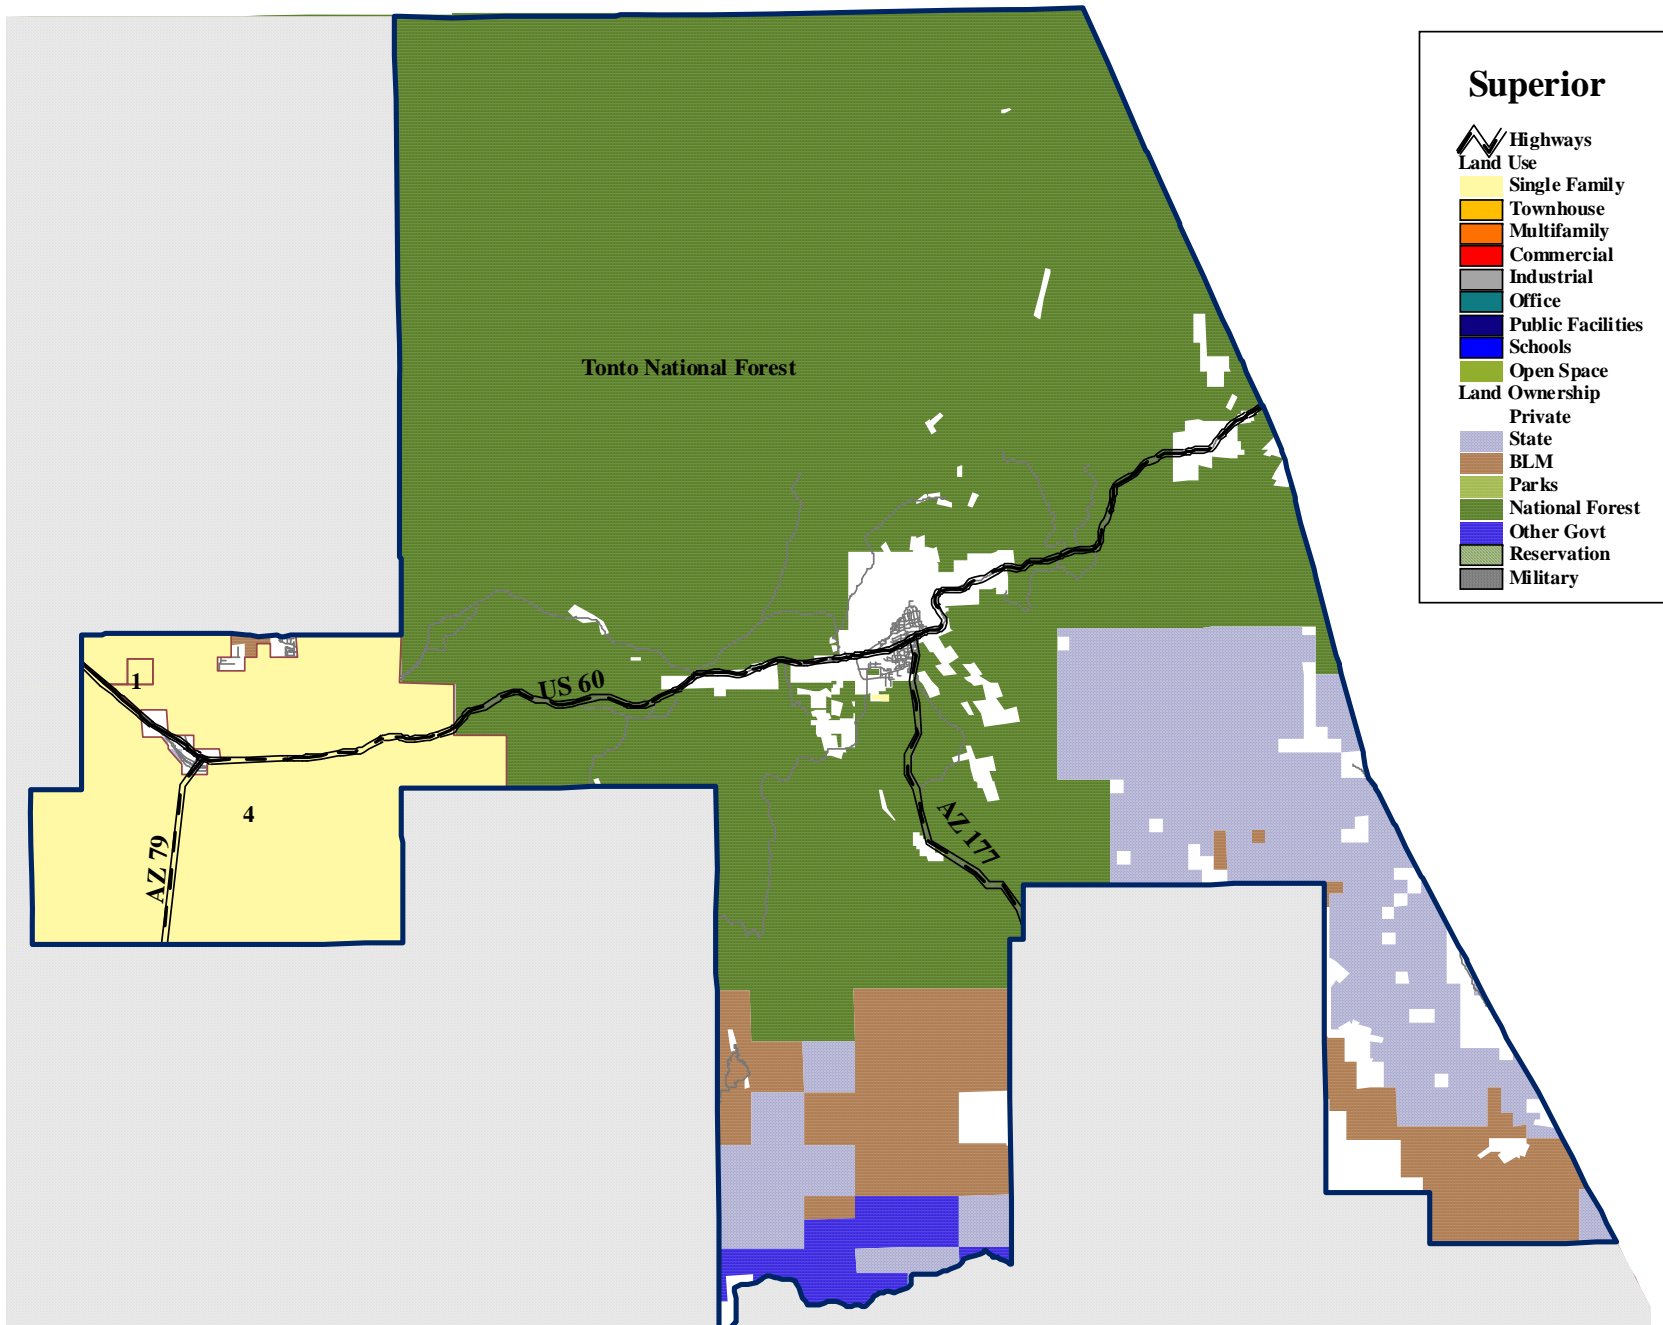 Superior
Highways
Land Use
Single Family
Townhouse
Multifamily
Commercial
Industrial
Office
Public Facilities
Schools
Open Space
Land Ownership
Private
State
BLM
Parks
National Forest
Other Govt
Reservation
Military
Tonto National Forest
US 60
1
4
AZ 79
AZ 177